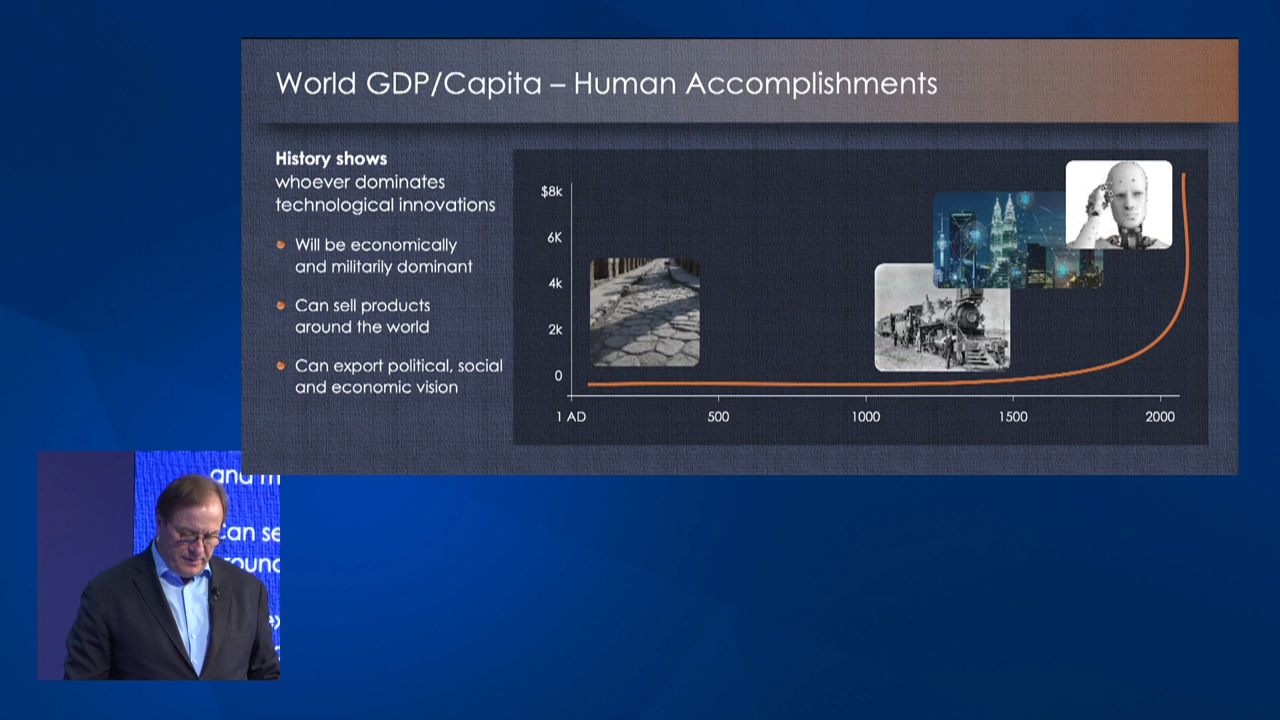 World GDP/Capita – Human Accomplishments
History shows
whoever dominates
technological innovations
Will be economically
and militarily dominant
Can sell products
around the world
Can export political, social
and economic vision
$8k
6K
4k
2k
0
1 AD
500
1000
1500
2000
and m
Can se
round